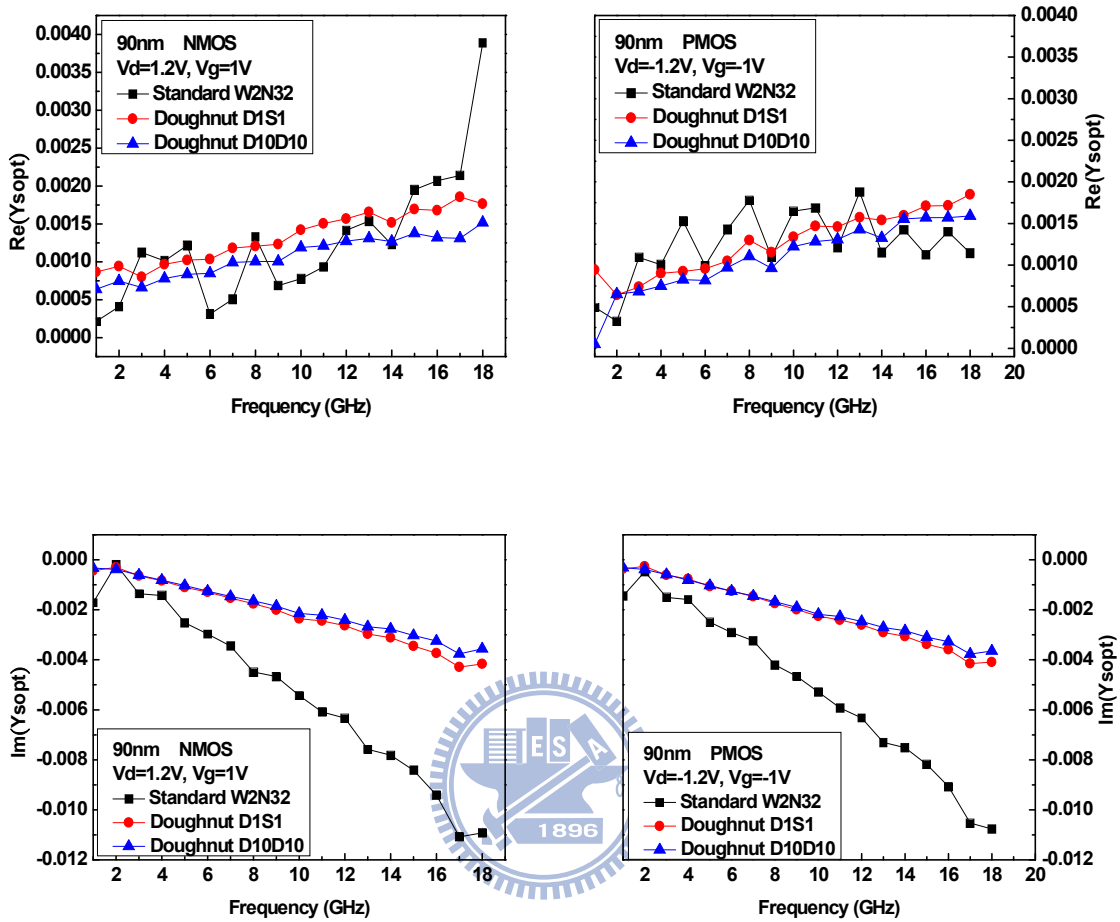 0.0040
0.0035
0.0030
0.0025
0.0020
0.0015
0.0010
0.0005
0.0000
Re(Ysopt)
90nm NMOS
Vd=1.2V, Vg=1V
Standard W2N32
Doughnut D1S1
Doughnut D10D10
2 4 6 8 10 12 14 16 18
Frequency (GHz)
90nm PMOS
Vd=-1.2V, Vg=-1V
Standard W2N32
Doughnut D1S1
Doughnut D10D10
0.0040
0.0035
0.0030
0.0025
0.0020
0.0015
0.0010
0.0005
0.0000
Re(Ysopt)
2 4 6 8 10 12 14 16 18 20
Frequency (GHz)
0.000
-0.002
-0.004
-0.006
-0.008
-0.010
-0.012
Im(Ysopt)
90nm NMOS
Vd=1.2V, Vg=1V
Standard W2N32
Doughnut D1S1
Doughnut D10D10
2 4 6 8 10 12 14 16 18
Frequency (GHz)
E S A
1896
90nm PMOS
Vd=-1.2V, Vg=-1V
Standard W2N32
Doughnut D1S1
Doughnut D10D10
0.000
-0.002
-0.004
-0.006
-0.008
-0.010
-0.012
Im(Ysopt)
2 4 6 8 10 12 14 16 18 20
Frequency (GHz)